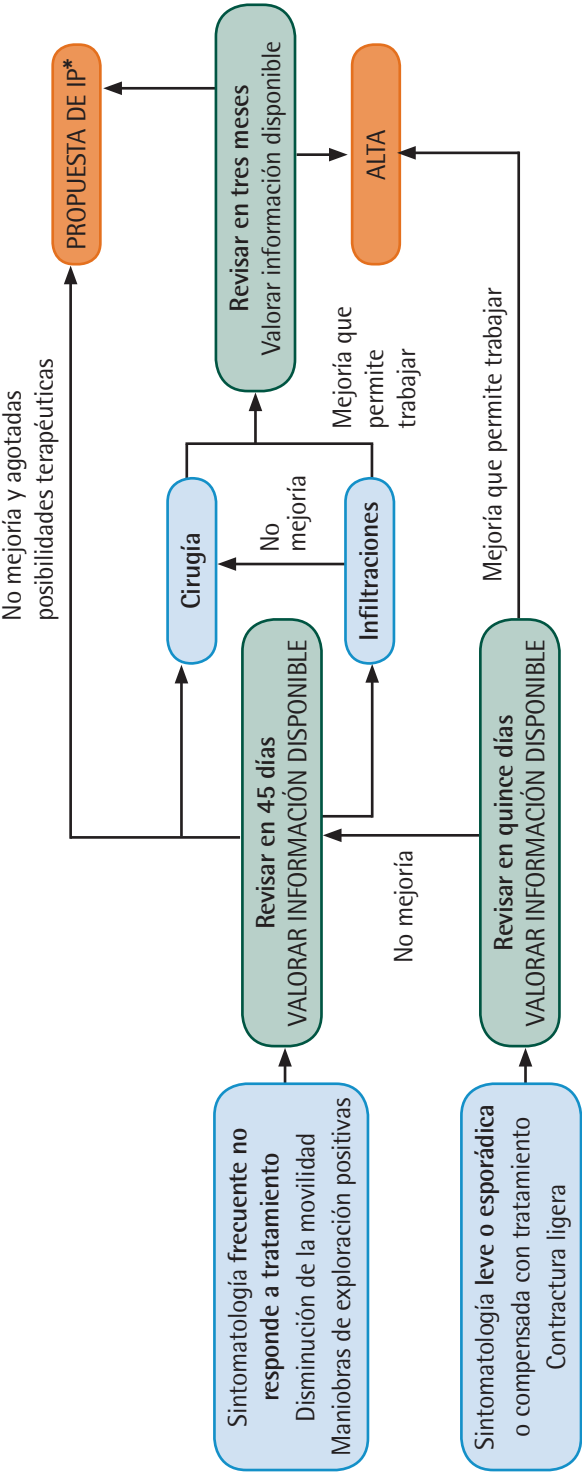 Sintomatología frecuente no
responde a tratamiento
Disminución de la movilidad
Maniobras de exploración positivas
Sintomatología leve o esporádica
o compensada con tratamiento
Contractura ligera
Revisar en 45 días
VALORAR INFORMACIÓN DISPONIBLE
No mejoría
Revisar en quince días
VALORAR INFORMACIÓN DISPONIBLE
No mejoría y agotadas
posibilidades terapéuticas
Cirugía
No
mejoría
Infiltraciones
Mejoría que
permite
trabajar
Mejoría que permite trabajar
PROPUESTA DE IP*
Revisar en tres meses
Valorar información disponible
ALTA